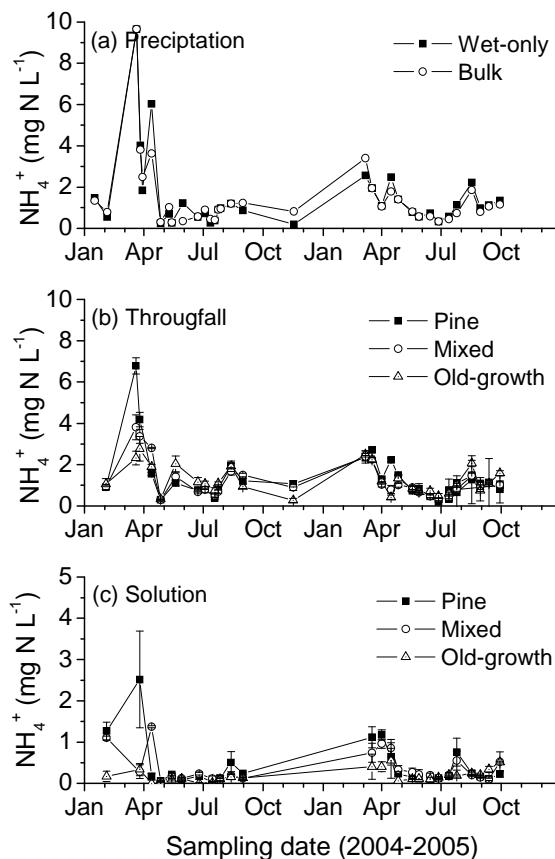 (a) Preciptation
Wet-only
Bulk
NH₄⁺ (mg N L⁻¹)
10
8
6
4
2
0
Jan Apr Jul Oct Jan Apr Jul Oct
(b) Througfall
Pine
Mixed
Old-growth
NH₄⁺ (mg N L⁻¹)
10
8
6
4
2
0
Jan Apr Jul Oct Jan Apr Jul Oct
(c) Solution
Pine
Mixed
Old-growth
NH₄⁺ (mg N L⁻¹)
5
4
3
2
1
0
Jan Apr Jul Oct Jan Apr Jul Oct
Sampling date (2004-2005)